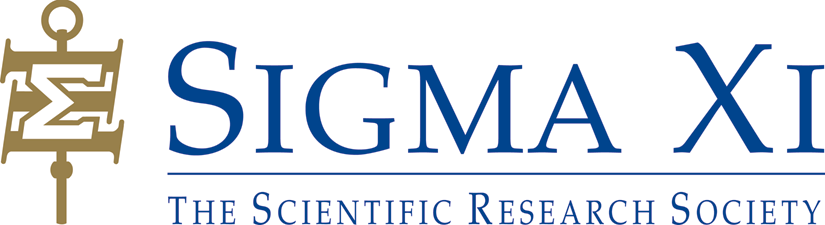 Σ
SIGMA XI
THE SCIENTIFIC RESEARCH SOCIETY